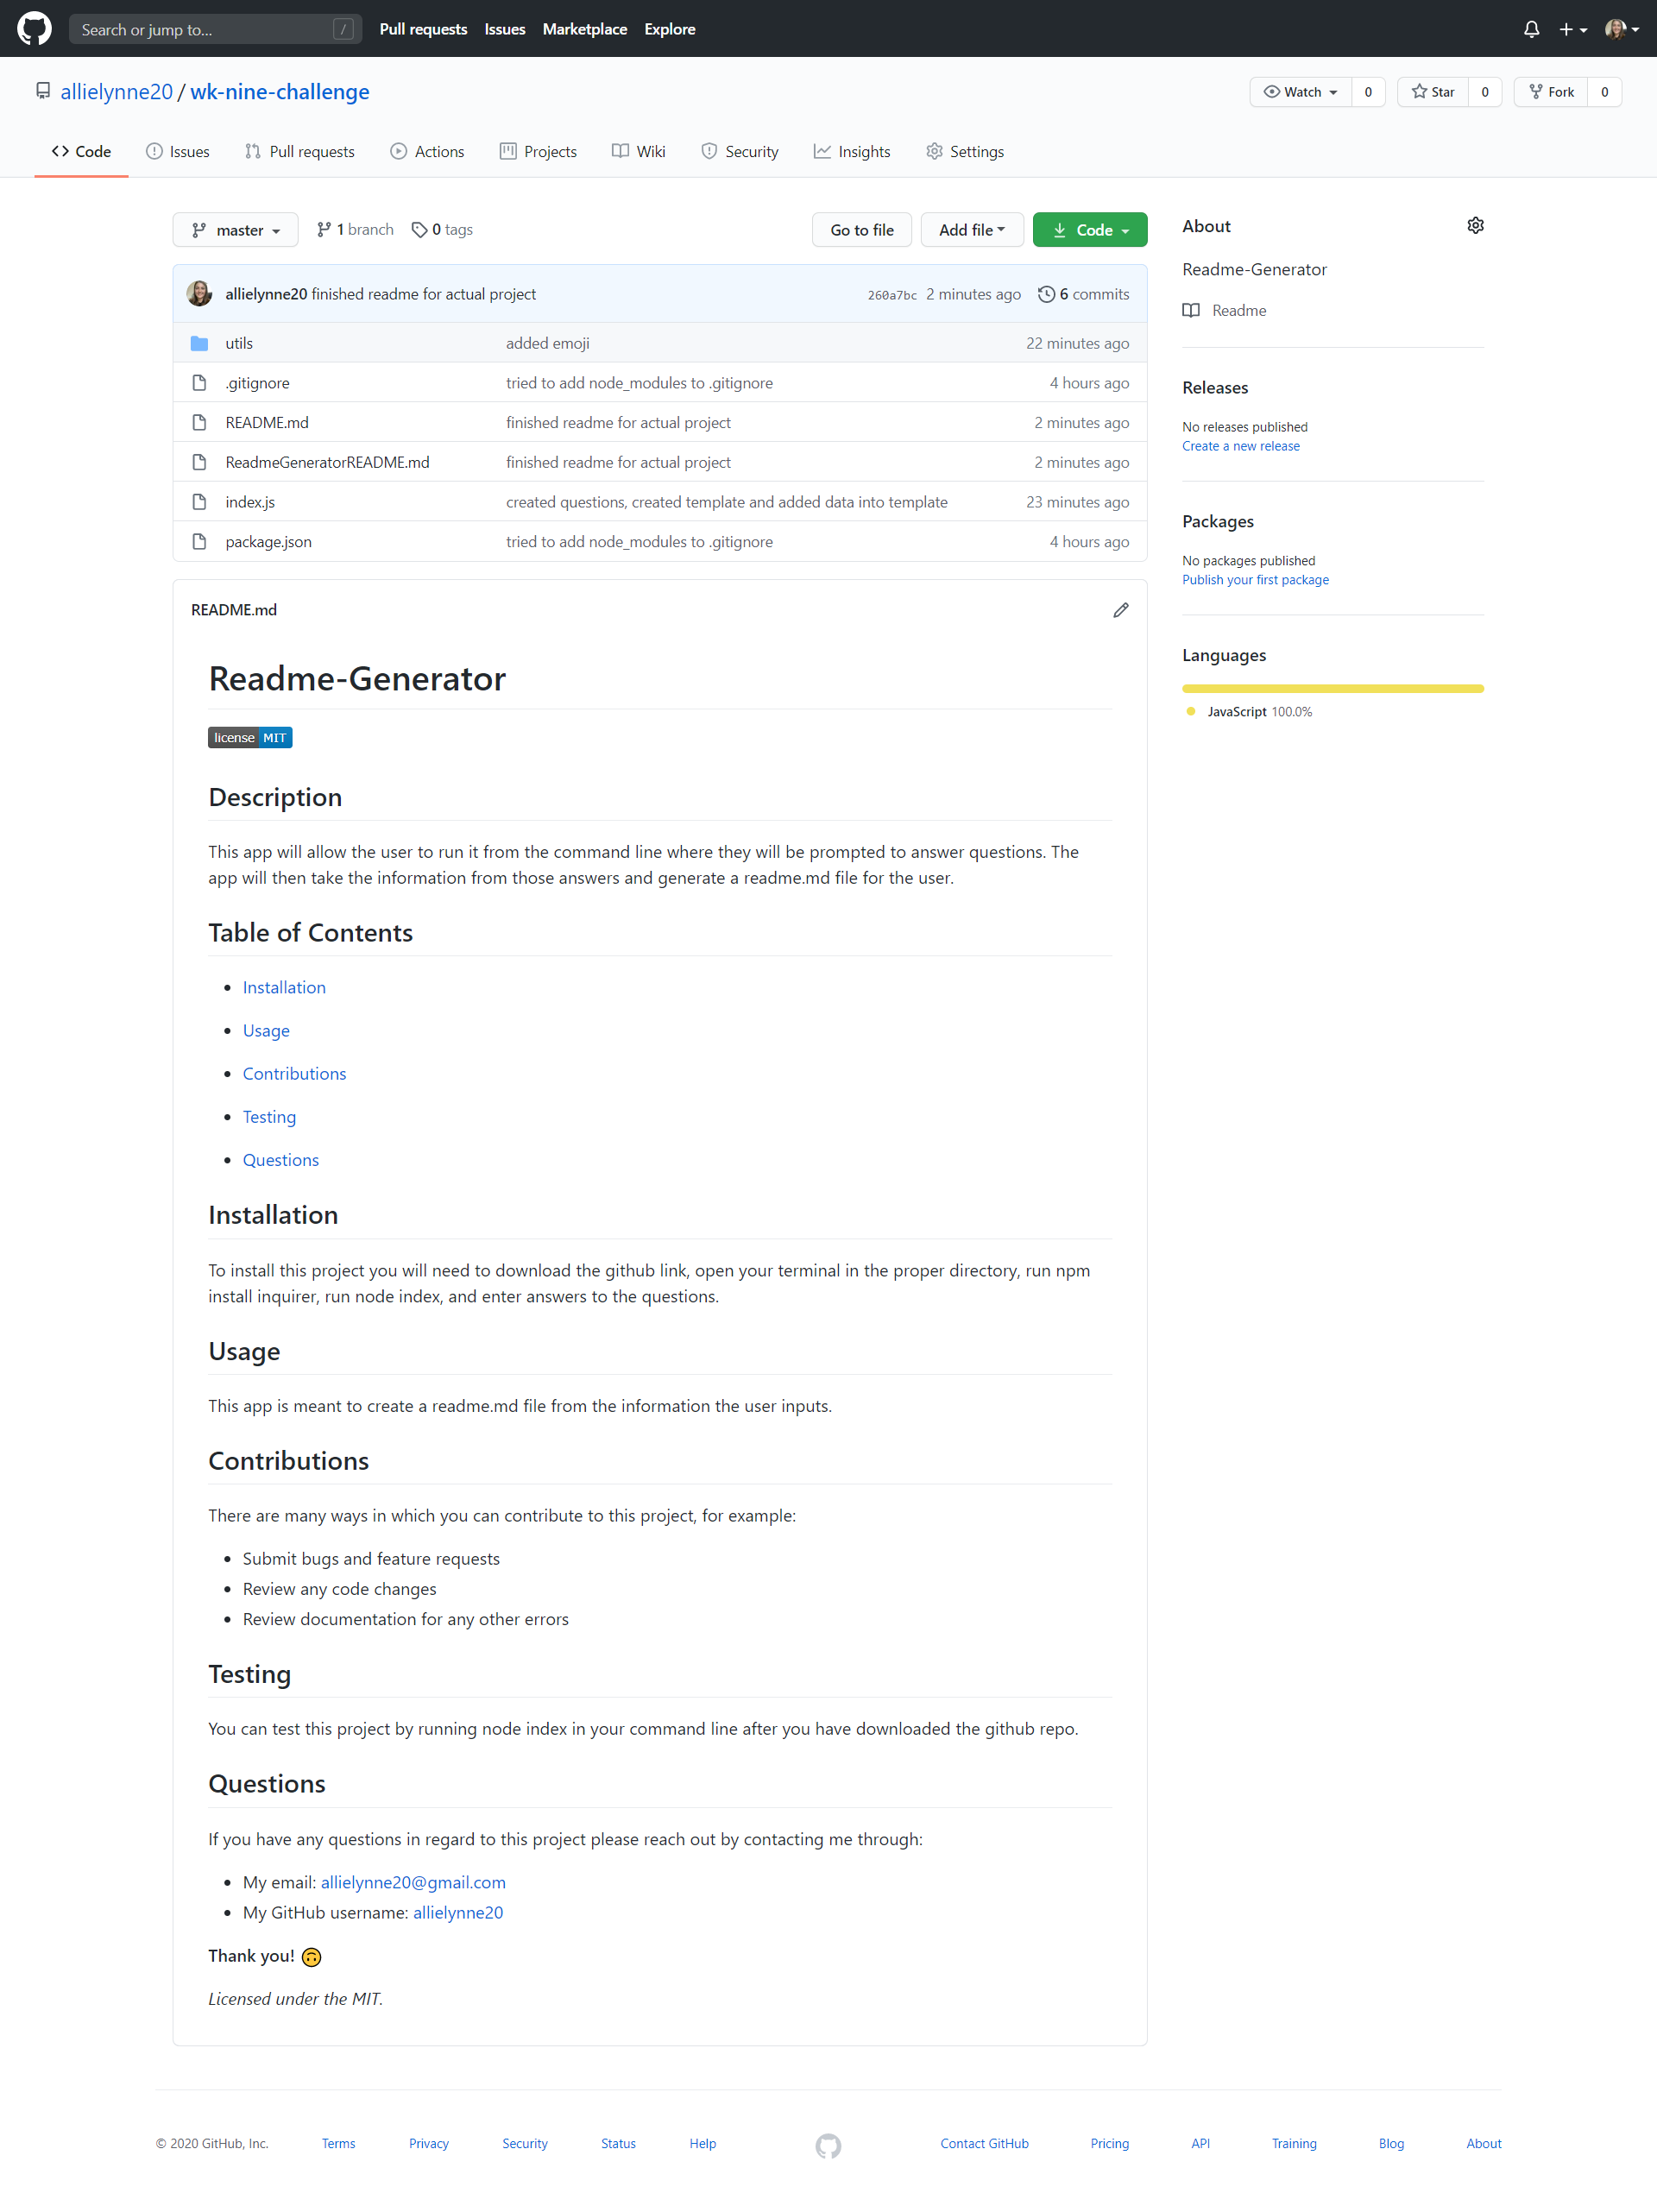 Search or jump to... /
Pull requests Issues Marketplace Explore
allielynne20 / wk-nine-challenge
Watch 0 Star 0 Fork 0
Code Issues Pull requests Actions Projects Wiki Security Insights Settings
master 1 branch 0 tags Go to file Add file Code
allielynne20 finished readme for actual project 260a7bc 2 minutes ago 6 commits
utils added emoji 22 minutes ago
.gitignore tried to add node_modules to .gitignore 4 hours ago
README.md finished readme for actual project 2 minutes ago
ReadmeGeneratorREADME.md finished readme for actual project 2 minutes ago
index.js created questions, created template and added data into template 23 minutes ago
package.json tried to add node_modules to .gitignore 4 hours ago
README.md
Readme-Generator
license MIT
Description
This app will allow the user to run it from the command line where they will be prompted to answer questions. The
app will then take the information from those answers and generate a readme.md file for the user.
Table of Contents
Installation
Usage
Contributions
Testing
Questions
Installation
To install this project you will need to download the github link, open your terminal in the proper directory, run npm
install inquirer, run node index, and enter answers to the questions.
Usage
This app is meant to create a readme.md file from the information the user inputs.
Contributions
There are many ways in which you can contribute to this project, for example:
Submit bugs and feature requests
Review any code changes
Review documentation for any other errors
Testing
You can test this project by running node index in your command line after you have downloaded the github repo.
Questions
If you have any questions in regard to this project please reach out by contacting me through:
My email: allielynne20@gmail.com
My GitHub username: allielynne20
Thank you! 🙃
Licensed under the MIT.
About
Readme-Generator
Readme
Releases
No releases published
Create a new release
Packages
No packages published
Publish your first package
Languages
JavaScript 100.0%
© 2020 GitHub, Inc. Terms Privacy Security Status Help Contact GitHub Pricing API Training Blog About